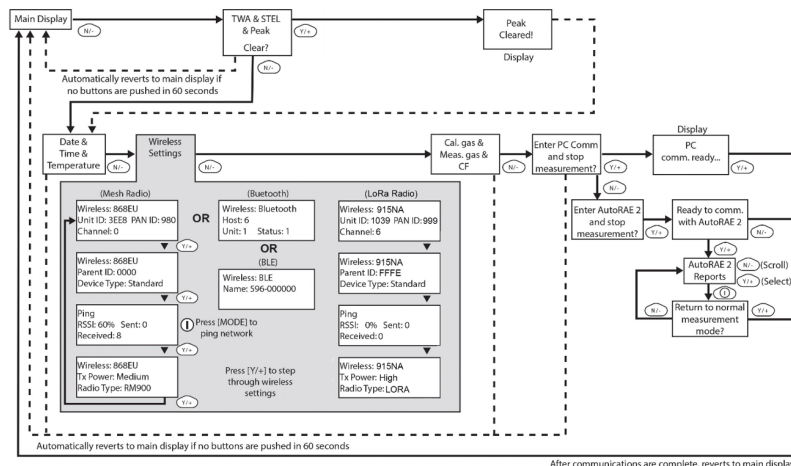 Main Display
N/-
TWA & STEL
& Peak
Clear?
Y/+
Peak
Cleared!
Display
N/-
Automatically reverts to main display if
no buttons are pushed in 60 seconds
Date &
Time &
Temperature
N/-
Wireless
Settings
N/-
Cal. gas &
Meas. gas &
CF
N/-
Enter PC Comm
and stop
measurement?
Y/+
Display
PC
comm. ready...
Y/+
N/-
Enter AutoRAE 2
and stop
measurement?
Y/+
Ready to comm.
with AutoRAE 2
N/-
Y/+
AutoRAE 2
Reports
N/- (Scroll)
Y/+ (Select)
N/-
Return to normal
measurement
mode?
Y/+
(Mesh Radio)
Wireless: 868EU
Unit ID: 3EE8 PAN ID: 980
Channel: 0
Y/+
Wireless: 868EU
Parent ID: 0000
Device Type: Standard
Y/+
Ping
RSSI: 60% Sent: 0
Received: 8
Y/+
Wireless: 868EU
Tx Power: Medium
Radio Type: RM900
Y/+
OR
(Buetooth)
Wireless: Bluetooth
Host: 6
Unit: 1 Status: 1
OR
(BLE)
Wireless: BLE
Name: 596-000000
Press [MODE] to
ping network
Press [Y/+] to step
through wireless
settings
OR
(LoRa Radio)
Wireless: 915NA
Unit ID: 1039 PAN ID:999
Channel: 6
Wireless: 915NA
Parent ID: FFFE
Device Type: Standard
Ping
RSSI: 0% Sent: 0
Received:0
Wireless: 915NA
Tx Power: High
Radio Type: LORA
Automatically reverts to main display if no buttons are pushed in 60 seconds
After communications are complete, reverts to main display